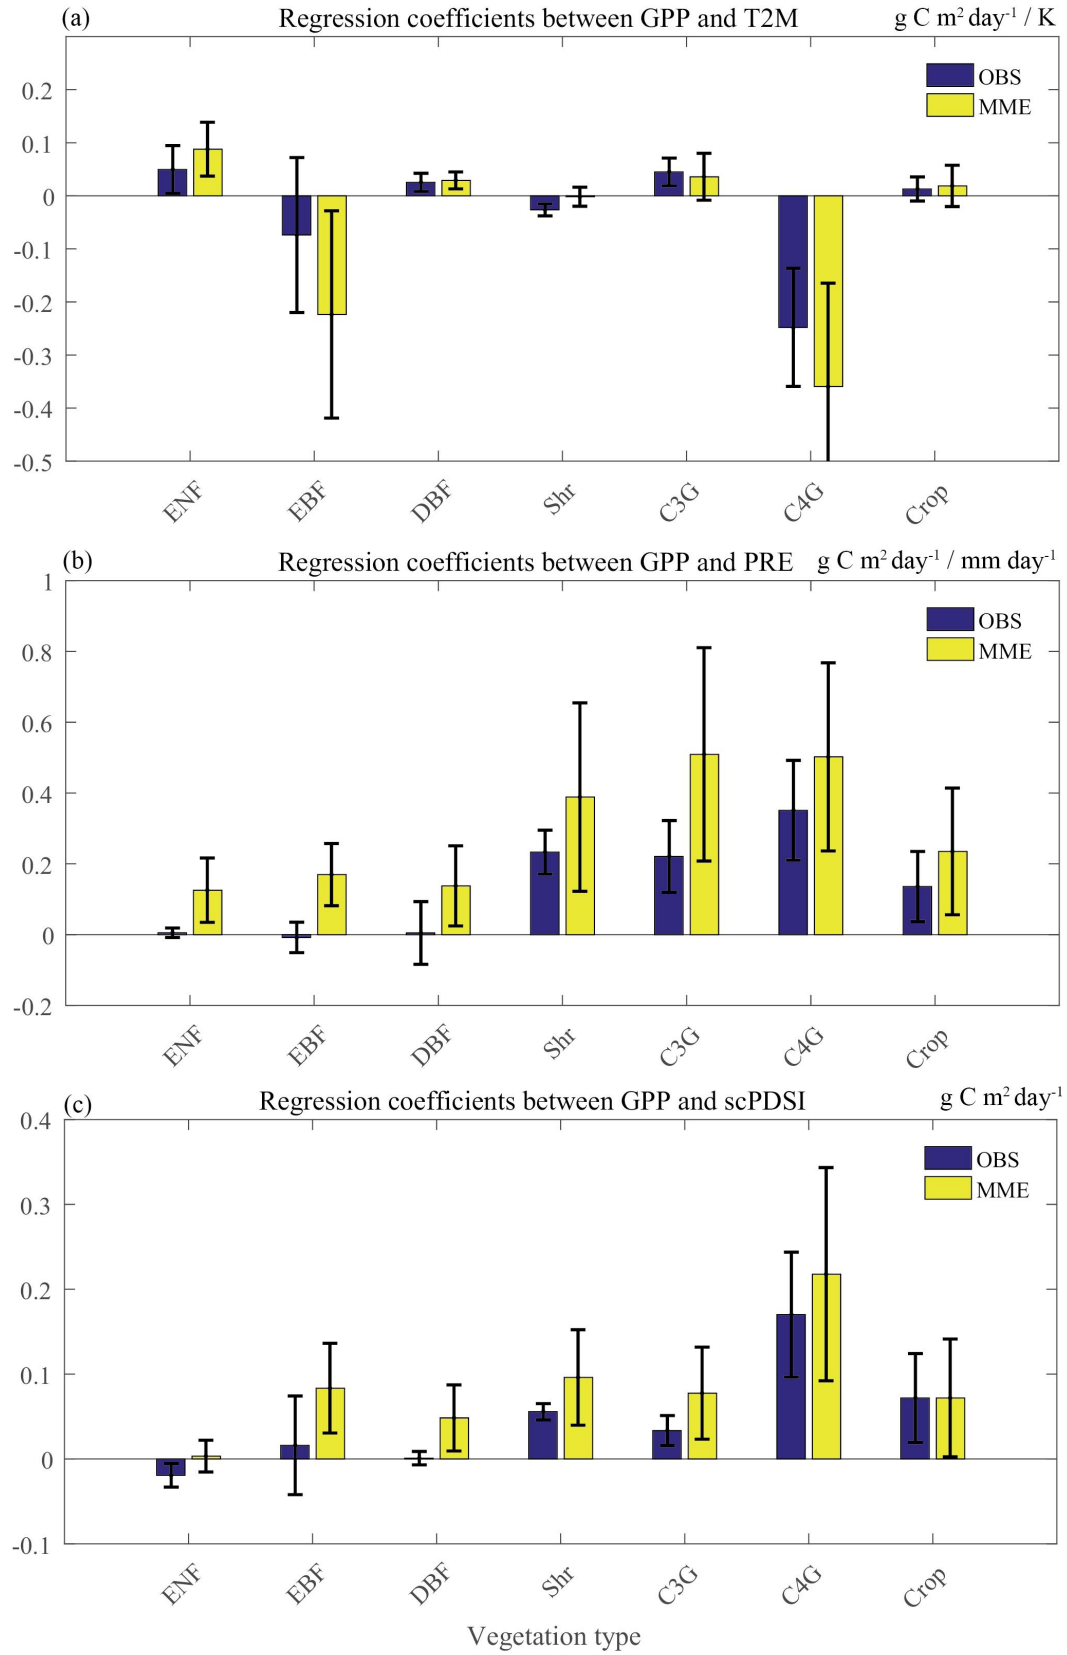 (a) Regression coefficients between GPP and T2M g C m² day⁻¹ / K
OBS
MME
0.2
0.1
0
-0.1
-0.2
-0.3
-0.4
-0.5
ENF EBF DBF Shr C3G C4G Crop
(b) Regression coefficients between GPP and PRE g C m² day⁻¹ / mm day⁻¹
OBS
MME
1
0.8
0.6
0.4
0.2
0
-0.2
ENF EBF DBF Shr C3G C4G Crop
(c) Regression coefficients between GPP and scPDSI g C m² day⁻¹
OBS
MME
0.4
0.3
0.2
0.1
0
-0.1
ENF EBF DBF Shr C3G C4G Crop
Vegetation type